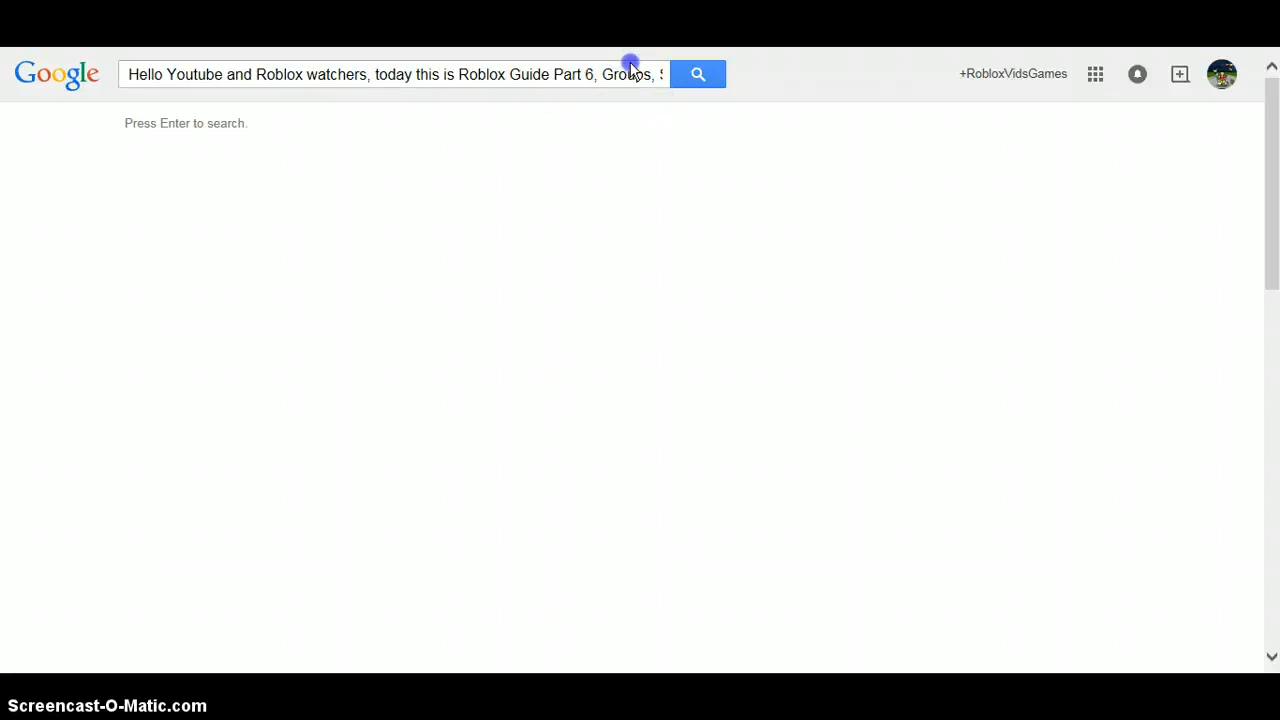 Google
Hello Youtube and Roblox watchers, today this is Roblox Guide Part 6, Groups,
+RobloxVidsGames
Press Enter to search.
Screencast-O-Matic.com